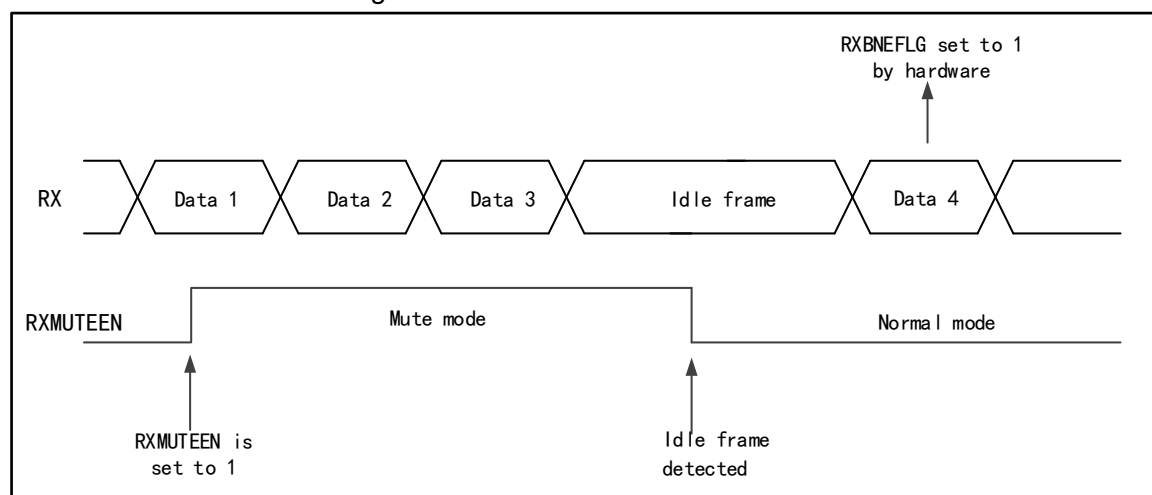 RXBNEFLG set to 1
by hardware
RX
Data 1
Data 2
Data 3
Idle frame
Data 4
RXMUTEEN
Mute mode
Normal mode
RXMUTEEN is
set to 1
Idle frame
detected